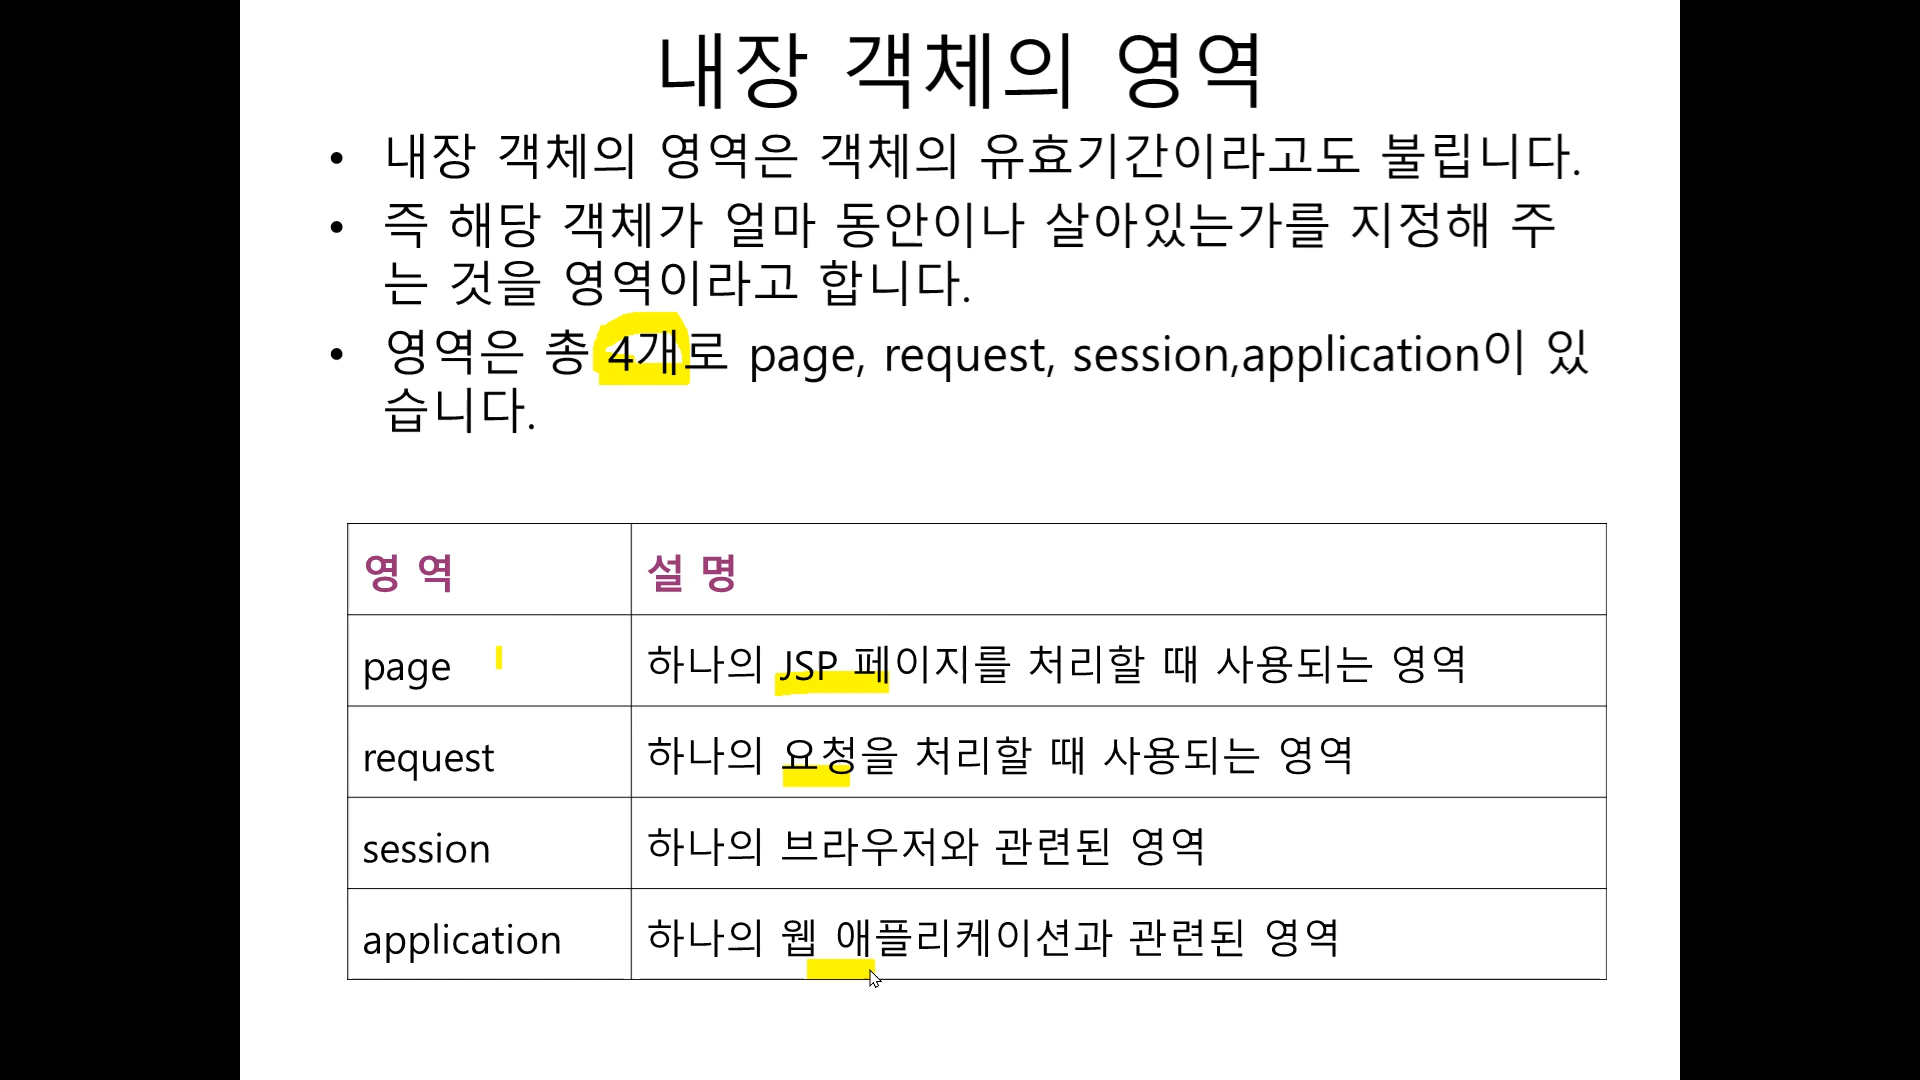 내장 객체의 영역
• 내장 객체의 영역은 객체의 유효기간이라고도 불립니다.
• 즉 해당 객체가 얼마 동안이나 살아있는가를 지정해 주
는 것을 영역이라고 합니다.
• 영역은 총 4개로 page, request, session,application이 있
습니다.
영 역 설 명
page 하나의 JSP 페이지를 처리할 때 사용되는 영역
request 하나의 요청을 처리할 때 사용되는 영역
session 하나의 브라우저와 관련된 영역
application 하나의 웹 애플리케이션과 관련된 영역